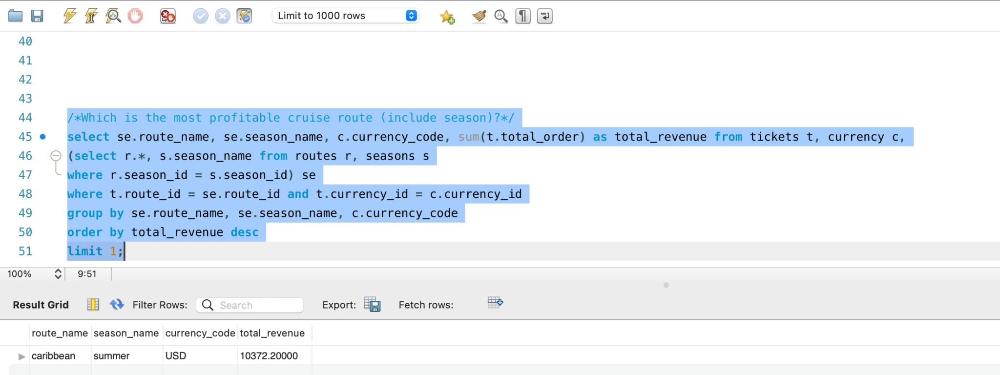 Limit to 1000 rows
40
41
42
43
44 /*Which is the most profitable cruise route (include season)?*/
45 select se.route_name, se.season_name, c.currency_code, sum(t.total_order) as total_revenue from tickets t, currency c,
46 (select r.*, s.season_name from routes r, seasons s
47 where r.season_id = s.season_id) se
48 where t.route_id = se.route_id and t.currency_id = c.currency_id
49 group by se.route_name, se.season_name, c.currency_code
50 order by total_revenue desc
51 limit 1;
100% 9:51
Result Grid Filter Rows: Search Export: Fetch rows:
route_name season_name currency_code total_revenue
caribbean summer USD 10372.20000